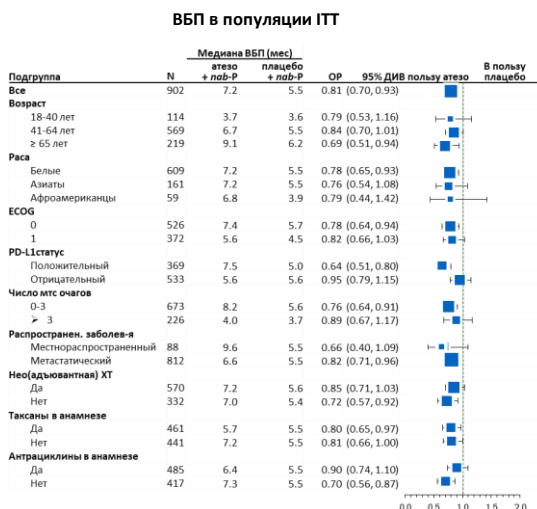 ВБП в популяции ITT
Медиана ВБП (мес)
атезо плацебо В пользу
Подгруппа N + nab-P + nab-P ОР 95% ДИ В пользу атезо плацебо
Все 902 7.2 5.5 0.81 (0.70, 0.93)
Возраст
18-40 лет 114 3.7 3.6 0.79 (0.53, 1.16)
41-64 лет 569 6.7 5.5 0.84 (0.70, 1.01)
≥ 65 лет 219 9.1 6.2 0.69 (0.51, 0.94)
Раса
Белые 609 7.2 5.5 0.78 (0.65, 0.93)
Азиаты 161 7.2 5.5 0.76 (0.54, 1.08)
Афроамериканцы 59 6.8 3.9 0.79 (0.44, 1.42)
ECOG
0 526 7.4 5.7 0.78 (0.64, 0.94)
1 372 5.6 4.5 0.82 (0.66, 1.03)
PD-L1статус
Положительный 369 7.5 5.0 0.64 (0.51, 0.80)
Отрицательный 533 5.6 5.6 0.95 (0.79, 1.15)
Число мтс очагов
0-3 673 8.2 5.6 0.76 (0.64, 0.91)
➢ 3 226 4.0 3.7 0.89 (0.67, 1.17)
Распространен. заболев-я
Местнораспространенный 88 9.6 5.5 0.66 (0.40, 1.09)
Метастатический 812 6.6 5.5 0.82 (0.71, 0.96)
Нео(адъювантная) ХТ
Да 570 7.2 5.6 0.85 (0.71, 1.03)
Нет 332 7.0 5.4 0.72 (0.57, 0.92)
Таксаны в анамнезе
Да 461 5.7 5.5 0.80 (0.65, 0.97)
Нет 441 7.2 5.5 0.81 (0.66, 1.00)
Антрациклины в анамнезе
Да 485 6.4 5.5 0.90 (0.74, 1.10)
Нет 417 7.3 5.5 0.70 (0.56, 0.87)
0.0 0.5 1.0 1.5 2.0